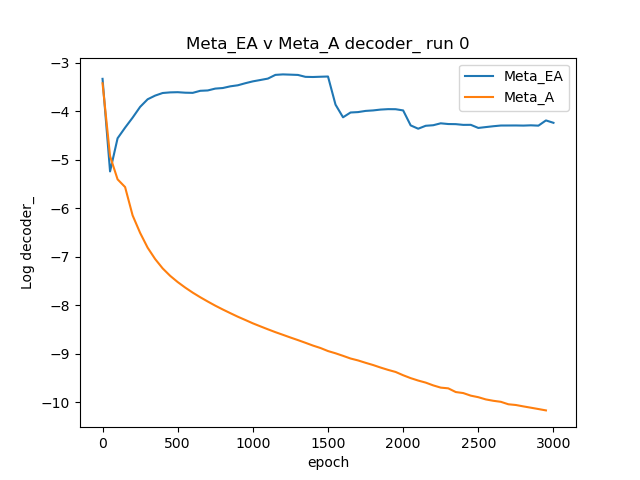 Meta_EA v Meta_A decoder_ run 0
Meta_EA
Meta_A
−3
−4
−5
−6
−7
−8
−9
−10
Log decoder_
0 500 1000 1500 2000 2500 3000
epoch